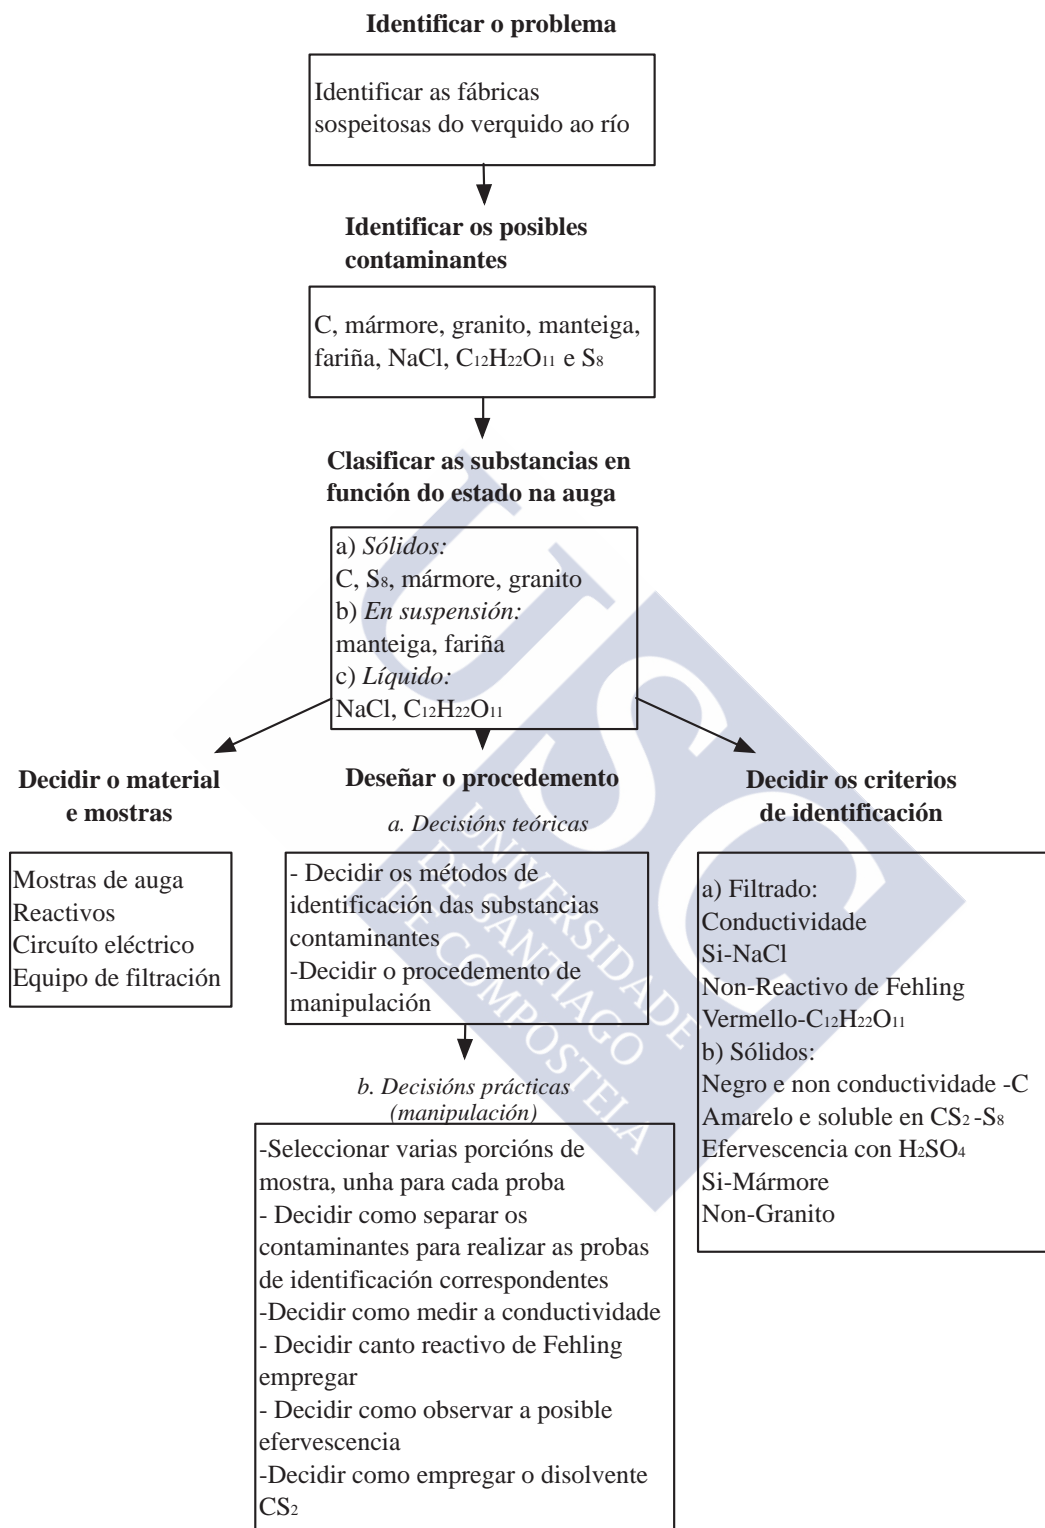 Identificar o problema
Identificar as fábricas
sospeitosas do verquido ao río
Identificar os posibles
contaminantes
C, mármore, granito, manteiga,
fariña, NaCl, C₁₂H₂₂O₁₁ e S₈
Clasificar as substancias en
función do estado na auga
a) Sólidos:
C, S₈, mármore, granito
b) En suspensión:
manteiga, fariña
c) Líquido:
NaCl, C₁₂H₂₂O₁₁
Decidir o material
e mostras
Mostras de auga
Reactivos
Circuíto eléctrico
Equipo de filtración
Deseñar o procedemento
a. Decisións teóricas
- Decidir os métodos de
identificación das substancias
contaminantes
-Decidir o procedemento de
manipulación
b. Decisións prácticas
(manipulación)
-Seleccionar varias porcións de
mostra, unha para cada proba
- Decidir como separar os
contaminantes para realizar as probas
de identificación correspondentes
-Decidir como medir a conductividade
- Decidir canto reactivo de Fehling
empregar
- Decidir como observar a posible
efervescencia
-Decidir como empregar o disolvente
CS₂
Decidir os criterios
de identificación
a) Filtrado:
Conductividade
Si-NaCl
Non-Reactivo de Fehling
Vermello-C₁₂H₂₂O₁₁
b) Sólidos:
Negro e non conductividade -C
Amarelo e soluble en CS₂ -S₈
Efervescencia con H₂SO₄
Si-Mármore
Non-Granito
USC
UNIVERSIDADE
DE SANTIAGO
DE COMPOSTELA